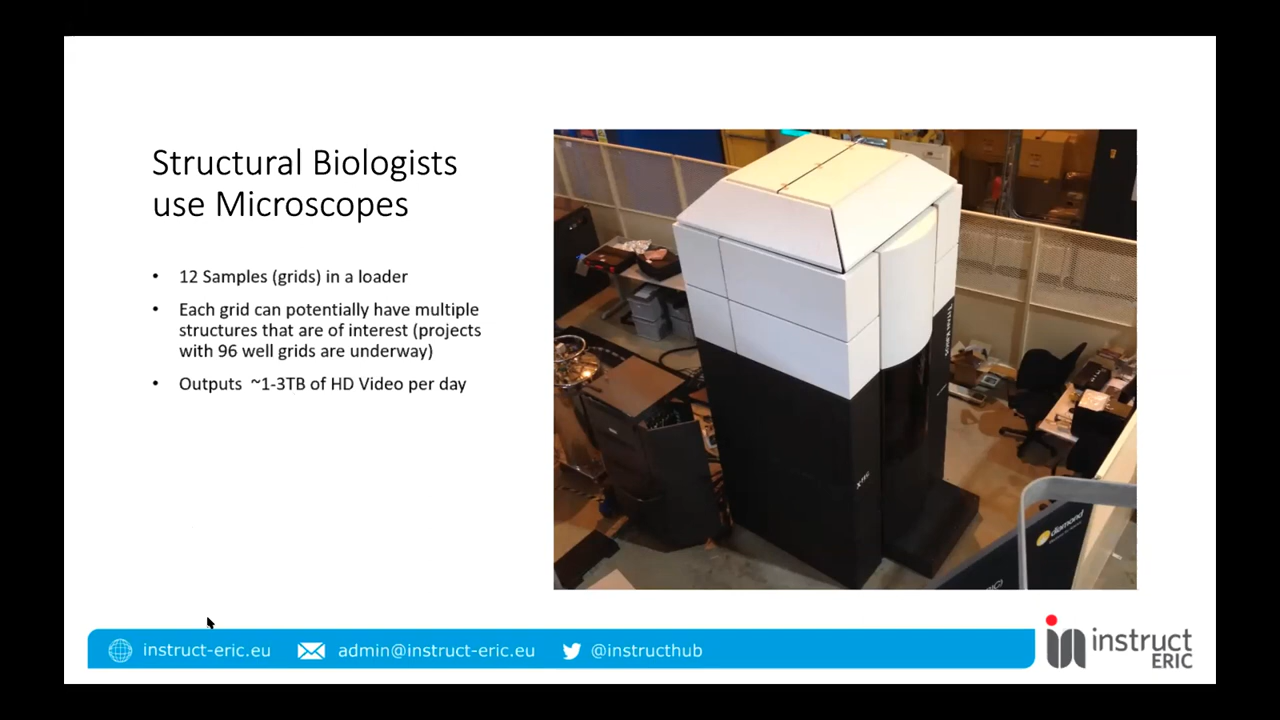 Structural Biologists
use Microscopes
• 12 Samples (grids) in a loader
• Each grid can potentially have multiple
structures that are of interest (projects
with 96 well grids are underway)
• Outputs ~1-3TB of HD Video per day
diamond
instruct-eric.eu
admin@instruct-eric.eu
@instructhub
instruct
ERIC